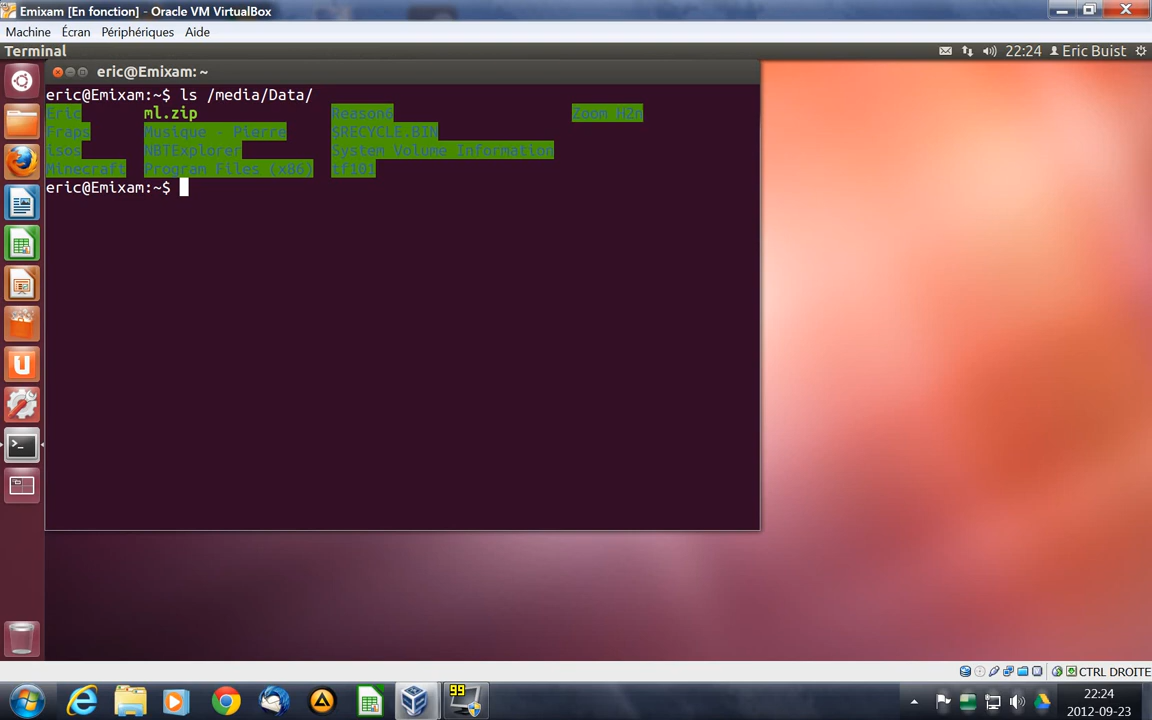 Emixam [En fonction] - Oracle VM VirtualBox
Machine Écran Périphériques Aide
Terminal 22:24 Eric Buist
eric@Emixam: ~
eric@Emixam:~$ ls /media/Data/
Eric ml.zip Reason6 Zoom H2n
Fraps Musique - Pierre $RECYCLE.BIN
isos NBTExplorer System Volume Information
Minecraft Program Files (x86) tf101
eric@Emixam:~$
CTRL DROITE
99
22:24
2012-09-23